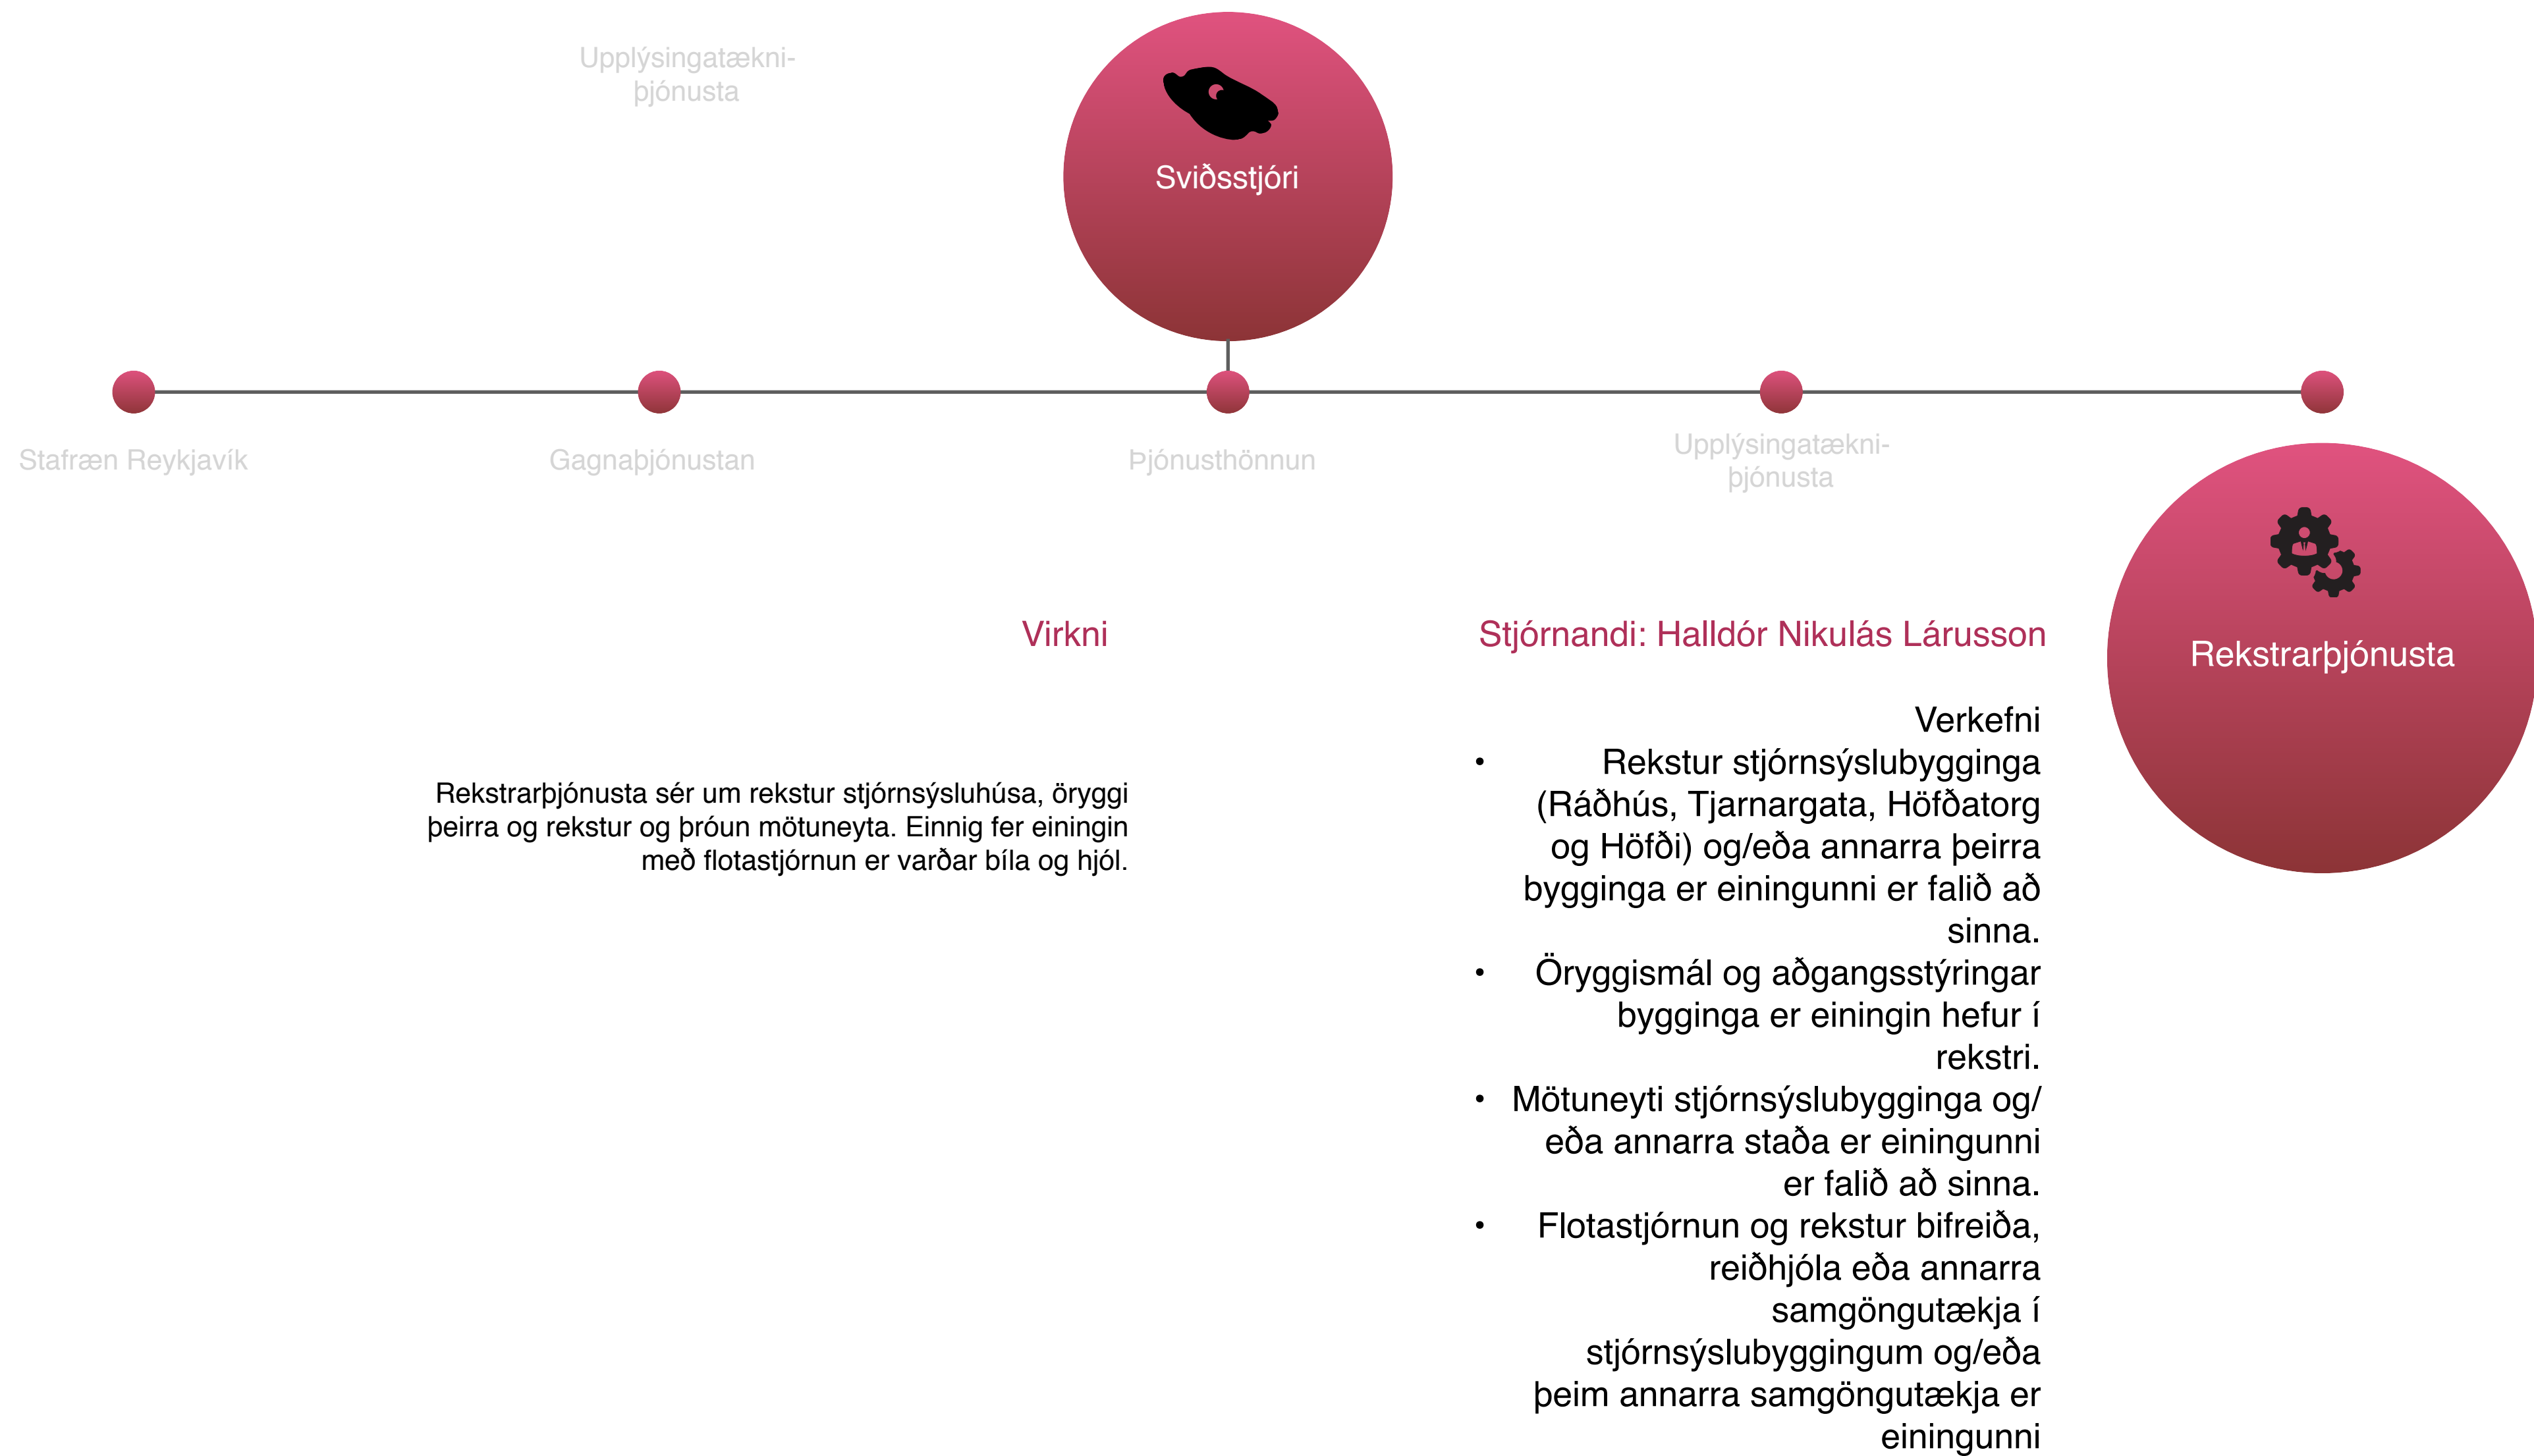 Upplýsingatækni-
þjónusta
Sviðsstjóri
Stafræn Reykjavík
Gagnaþjónustan
Þjónusthönnun
Upplýsingatækni-
þjónusta
Rekstrarþjónusta
Virkni
Rekstrarþjónusta sér um rekstur stjórnsýsluhúsa, öryggi
þeirra og rekstur og þróun mötuneyta. Einnig fer einingin
með flotastjórnun er varðar bíla og hjól.
Stjórnandi: Halldór Nikulás Lárusson
Verkefni
• Rekstur stjórnsýslubygginga
(Ráðhús, Tjarnargata, Höfðatorg
og Höfði) og/eða annarra þeirra
bygginga er einingunni er falið að
sinna.
• Öryggismál og aðgangsstýringar
bygginga er einingin hefur í
rekstri.
• Mötuneyti stjórnsýslubygginga og/
eða annarra staða er einingunni
er falið að sinna.
• Flotastjórnun og rekstur bifreiða,
reiðhjóla eða annarra
samgöngutækja í
stjórnsýslubyggingum og/eða
þeim annarra samgöngutækja er
einingunni